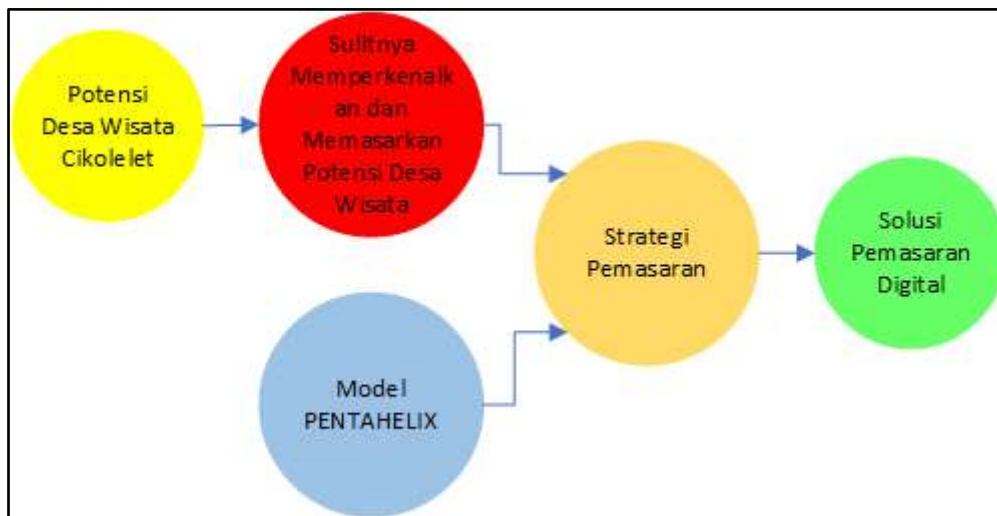 Potensi
Desa Wisata
Cikolelet
Sulitnya
Memperkenalk
an dan
Memasarkan
Potensi Desa
Wisata
Model
PENTAHELIX
Strategi
Pemasaran
Solusi
Pemasaran
Digital